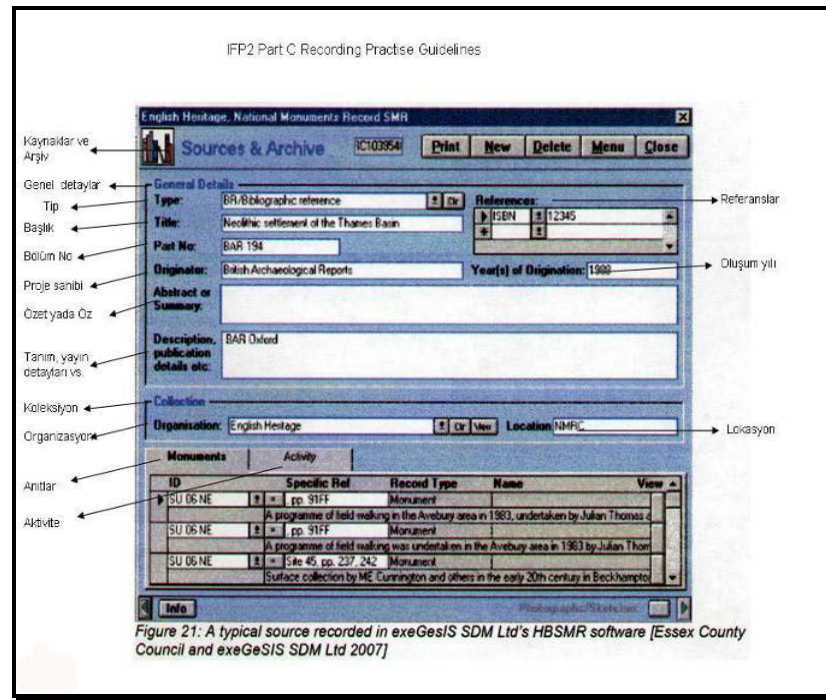 IFP2 Part C Recording Practise Guidelines
English Heritage, National Monuments Record SMR
Kaynaklar ve
Arşiv
Sources & Archive
Print New Delete Menu Close
Genel detaylar
General Details
Tip
Type: BR/Bibliographic reference Clr
References:
ISBN 12345
Referanslar
Başlık
Title: Neolithic settlement of the Thames Basin
Bölüm No
Part No: BAR 194
Proje sahibi
Originator: British Archaeological Reports
Year(s) of Origination: 1988
Oluşum yılı
Özet yada Öz
Abstract or
Summary.
Tanım, yayın
detayları vs.
Description,
publication
details etc:
BAR Oxford
Koleksiyon
Collection
Organizasyon
Organisation: English Heritage Clr View Location NMRC
Lokasyon
Anıtlar
Monuments Activity
Aktivite
ID Specific Ref Record Type Name View
SU 06 NE pp. 91FF Monument
A programme of field walking in the Avebury area in 1983, undertaken by Julian Thomas
SU 06 NE pp. 91FF Monument
A programme of field walking was undertaken in the Avebury area in 1983 by Julian Thom
SU 06 NE Site 45, pp. 237, 242 Monument
Surface collection by ME Cunnington and others in the early 20th century in Beckhampto
Info Photographs/Sketches
Figure 21: A typical source recorded in exeGesIS SDM Ltd's HBSMR software [Essex County
Council and exeGeSIS SDM Ltd 2007]